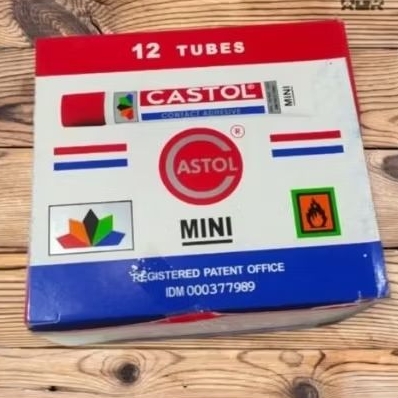 12 TUBES
CASTOL®
CONTACT ADHESIVE
MINI
CASTOL®
MINI
REGISTERED PATENT OFFICE
IDM 000377989